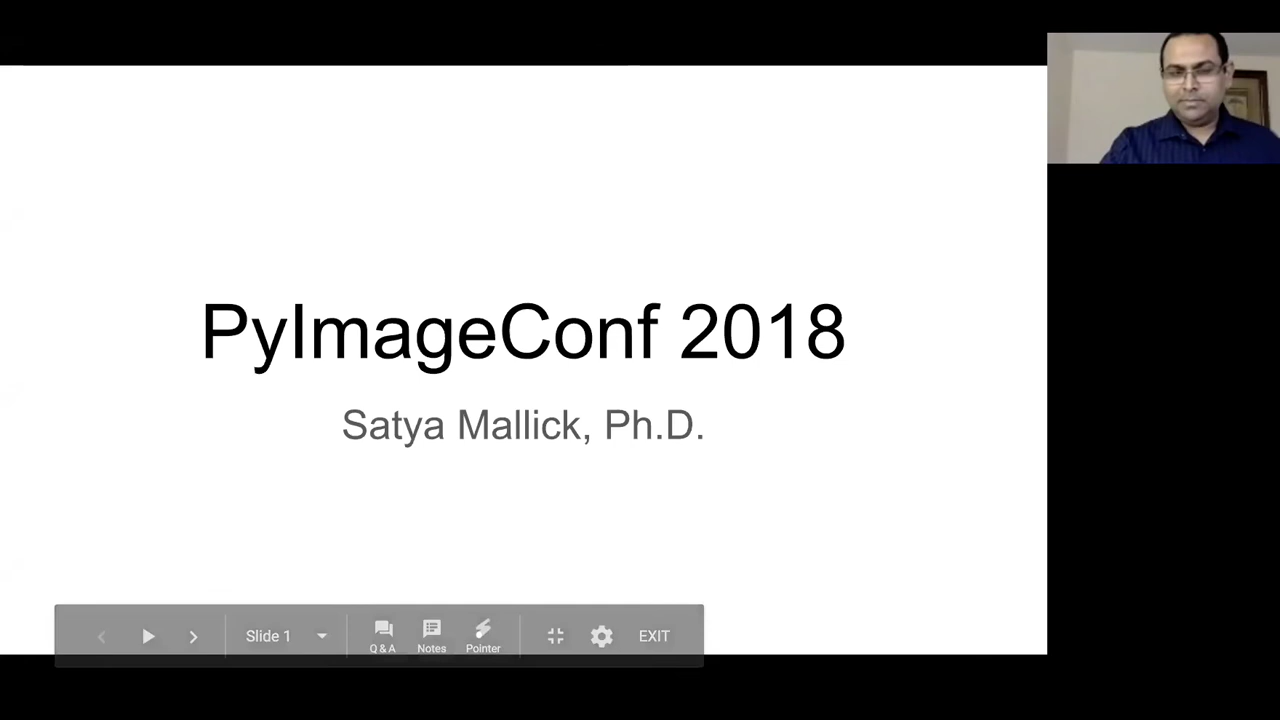 PyImageConf 2018
Satya Mallick, Ph.D.
Slide 1
Q & A
Notes
Pointer
EXIT